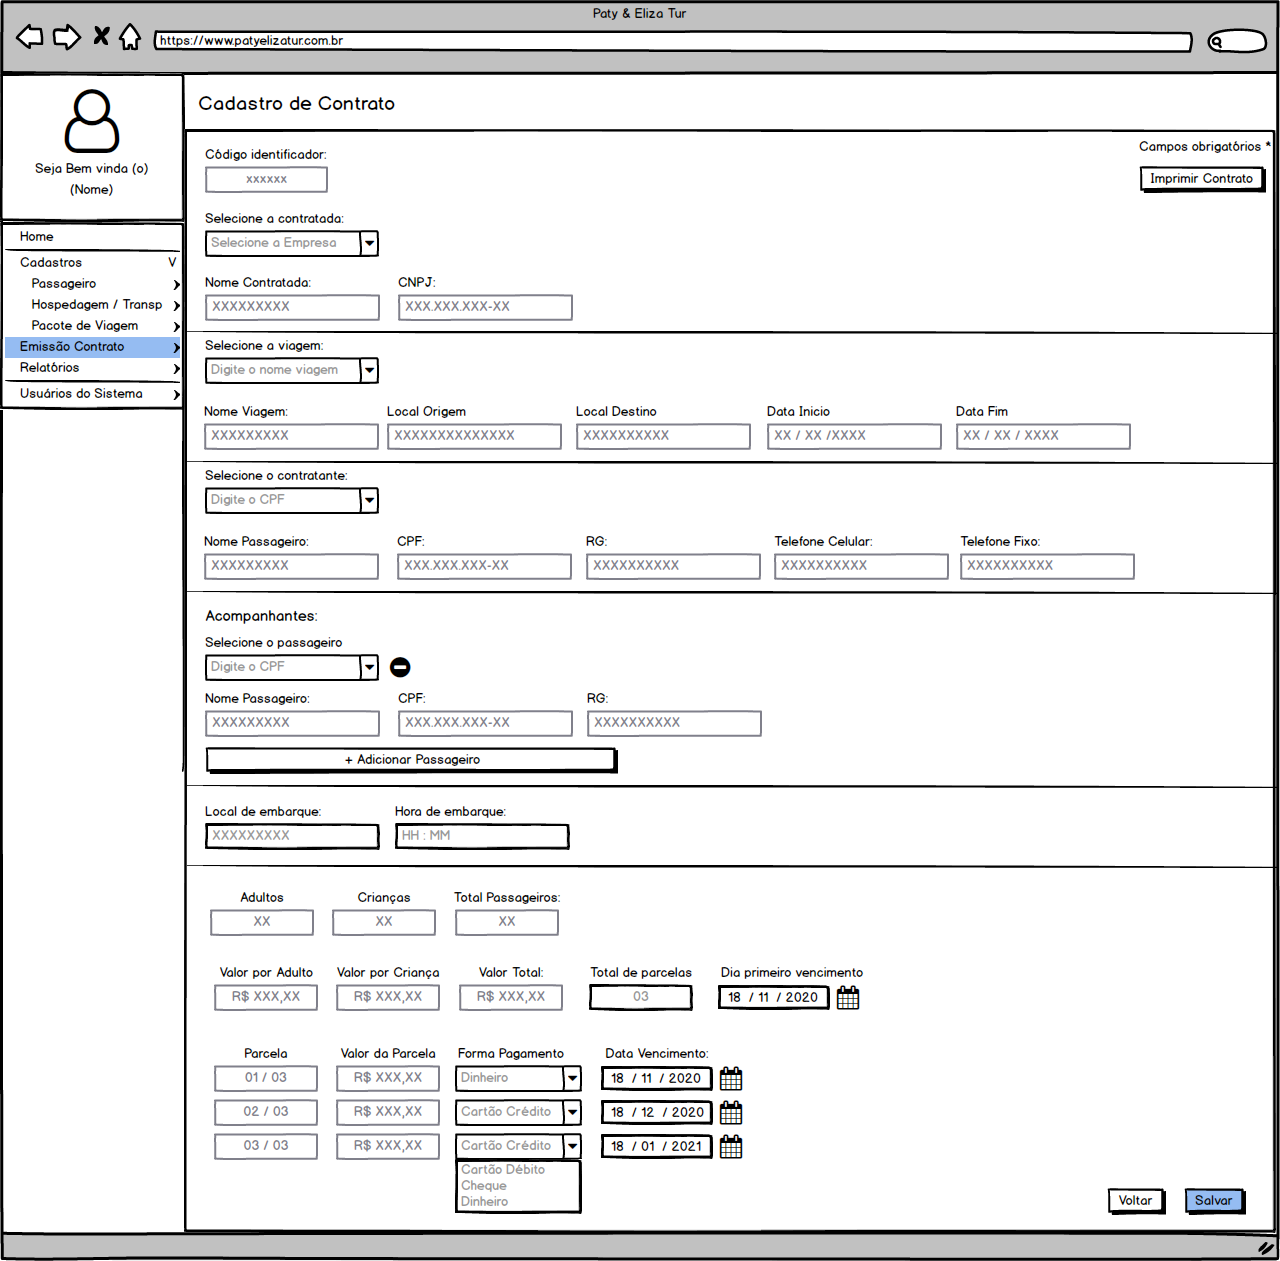 Paty & Eliza Tur
https://www.patyelizatur.com.br
Seja Bem vinda (o)
(Nome)
Home
Cadastros V
Passageiro
Hospedagem / Transp
Pacote de Viagem
Emissão Contrato
Relatórios
Usuários do Sistema
Cadastro de Contrato
Campos obrigatórios *
Imprimir Contrato
Código identificador:
xxxxxx
Selecione a contratada:
Selecione a Empresa
Nome Contratada: CNPJ:
XXXXXXXXX XXX.XXX.XXX-XX
Selecione a viagem:
Digite o nome viagem
Nome Viagem: Local Origem Local Destino Data Inicio Data Fim
XXXXXXXXX XXXXXXXXXXXXXX XXXXXXXXXX XX / XX /XXXX XX / XX / XXXX
Selecione o contratante:
Digite o CPF
Nome Passageiro: CPF: RG: Telefone Celular: Telefone Fixo:
XXXXXXXXX XXX.XXX.XXX-XX XXXXXXXXXX XXXXXXXXXX XXXXXXXXXX
Acompanhantes:
Selecione o passageiro
Digite o CPF
Nome Passageiro: CPF: RG:
XXXXXXXXX XXX.XXX.XXX-XX XXXXXXXXXX
+ Adicionar Passageiro
Local de embarque: Hora de embarque:
XXXXXXXXX HH : MM
Adultos Crianças Total Passageiros:
XX XX XX
Valor por Adulto Valor por Criança Valor Total: Total de parcelas Dia primeiro vencimento
R$ XXX,XX R$ XXX,XX R$ XXX,XX 03 18 / 11 / 2020
Parcela Valor da Parcela Forma Pagamento Data Vencimento:
01 / 03 R$ XXX,XX Dinheiro 18 / 11 / 2020
02 / 03 R$ XXX,XX Cartão Crédito 18 / 12 / 2020
03 / 03 R$ XXX,XX Cartão Crédito 18 / 01 / 2021
Cartão Débito
Cheque
Dinheiro
Voltar Salvar